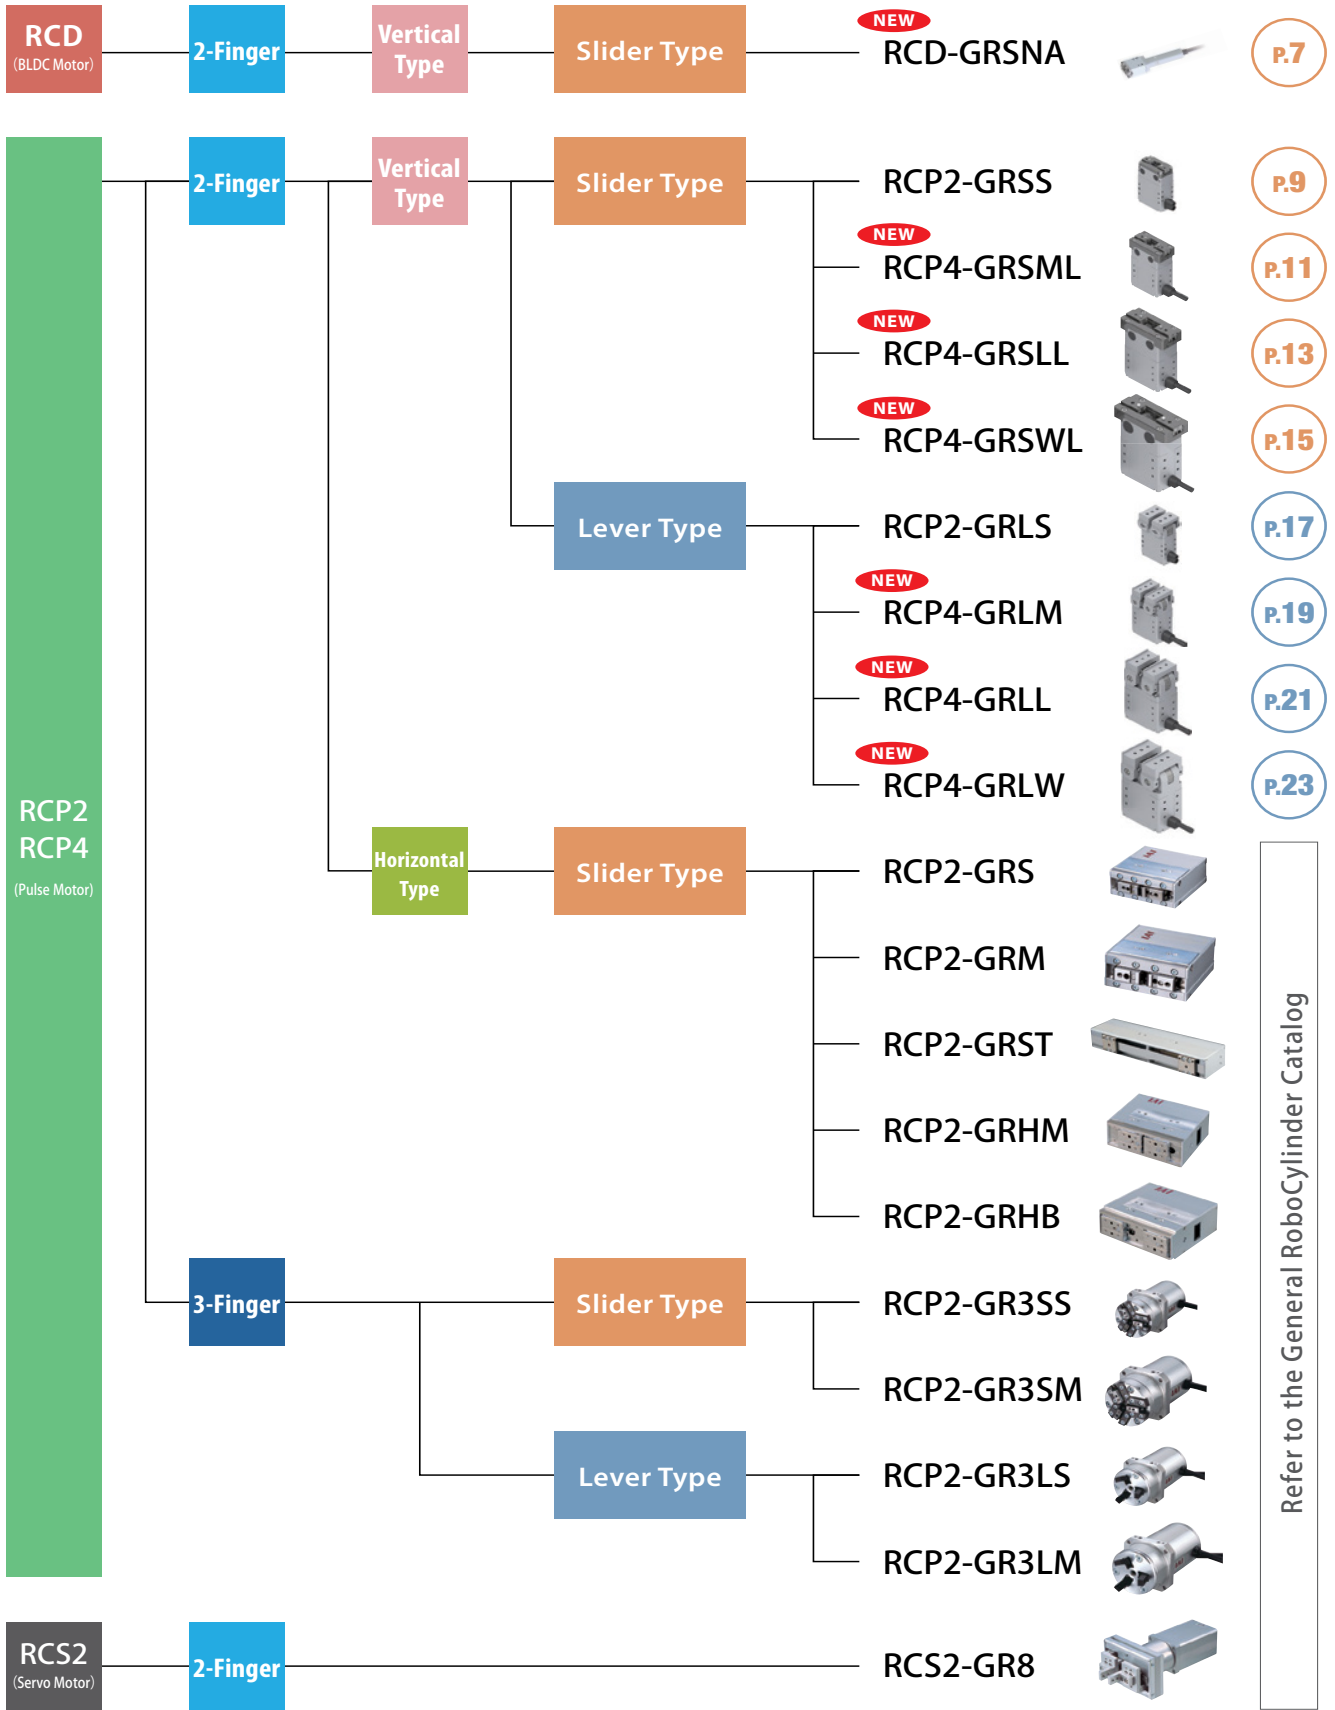 RCD
(BLDC Motor)
2-Finger
Vertical
Type
Slider Type
NEW
RCD-GRSNA
P.7
RCP2
RCP4
(Pulse Motor)
2-Finger
Vertical
Type
Slider Type
RCP2-GRSS
P.9
NEW
RCP4-GRSML
P.11
NEW
RCP4-GRSLL
P.13
NEW
RCP4-GRSWL
P.15
Lever Type
RCP2-GRLS
P.17
NEW
RCP4-GRLM
P.19
NEW
RCP4-GRLL
P.21
NEW
RCP4-GRLW
P.23
Horizontal
Type
Slider Type
RCP2-GRS
RCP2-GRM
RCP2-GRST
RCP2-GRHM
RCP2-GRHB
3-Finger
Slider Type
RCP2-GR3SS
RCP2-GR3SM
Lever Type
RCP2-GR3LS
RCP2-GR3LM
Refer to the General RoboCylinder Catalog
RCS2
(Servo Motor)
2-Finger
RCS2-GR8